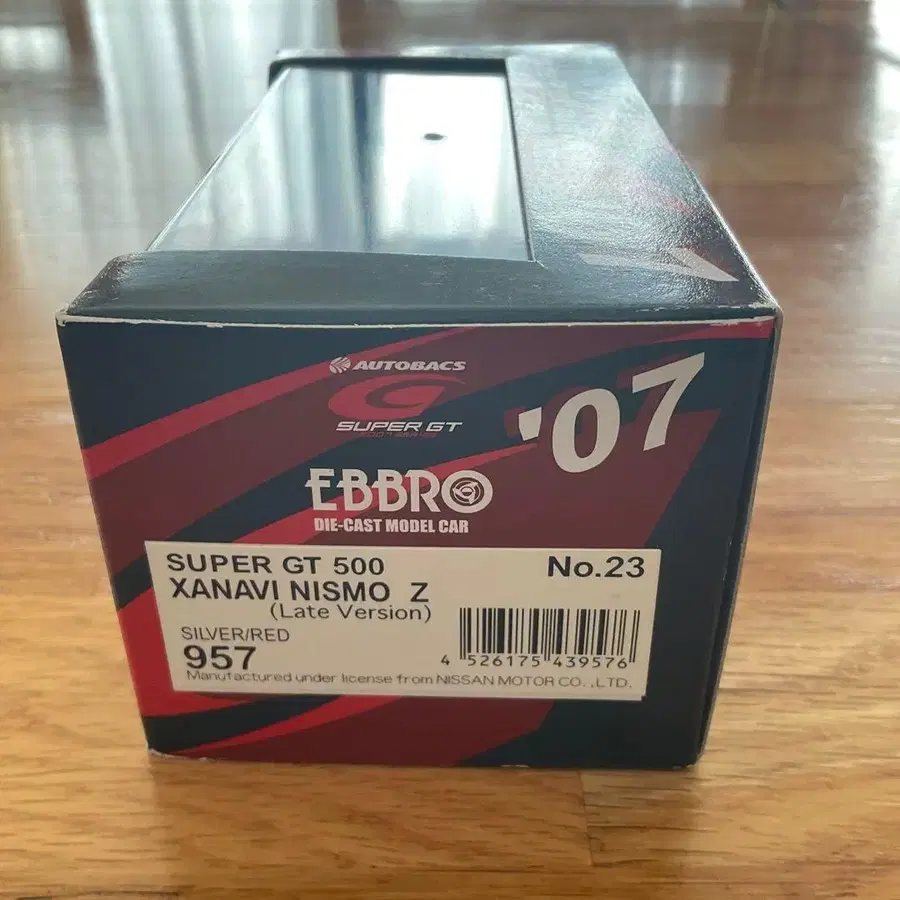 AUTOBACS
SUPER GT
'07
EBBRO
DIE-CAST MODEL CAR
SUPER GT 500 No.23
XANAVI NISMO Z
(Late Version)
SILVER/RED
957
4 526175 439576
Manufactured under license from NISSAN MOTOR CO.,LTD.